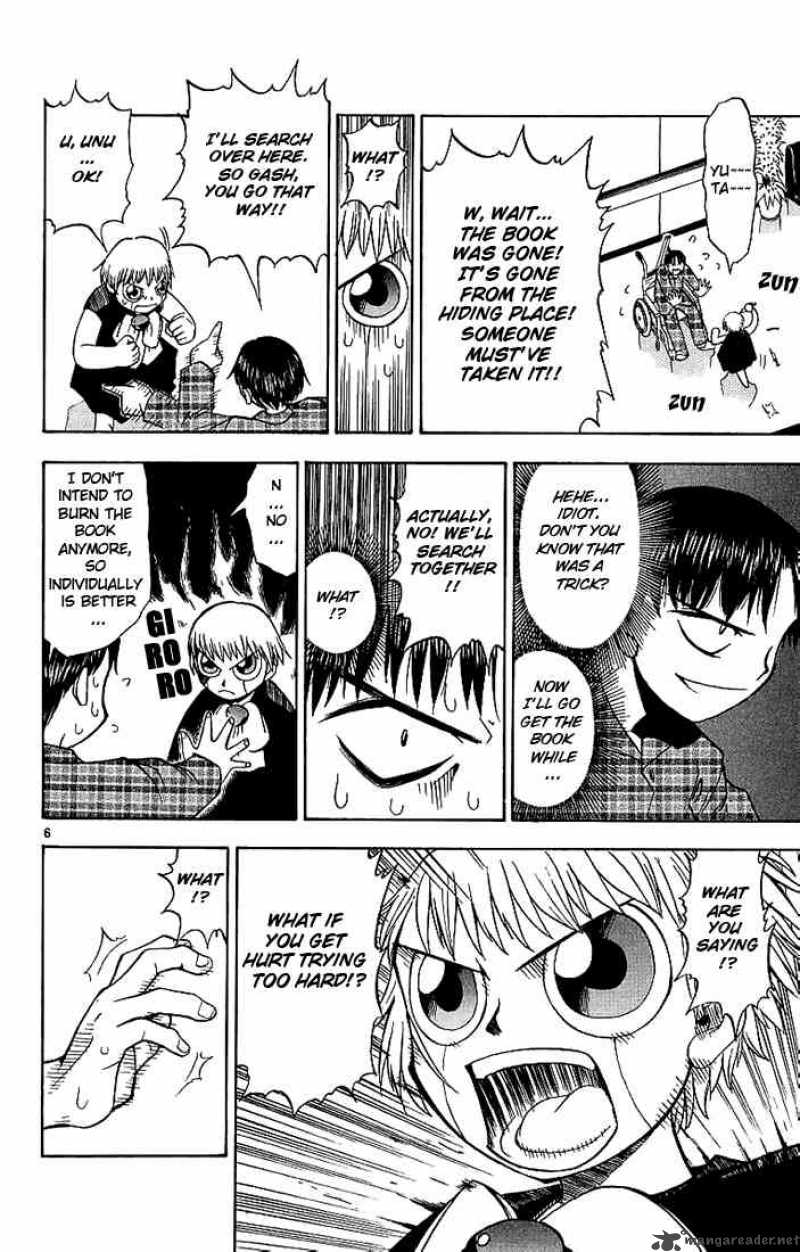 YU---
TA---
W, WAIT...
THE BOOK
WAS GONE!
IT'S GONE
FROM THE
HIDING PLACE!
SOMEONE
MUST'VE
TAKEN IT!!
ZUN
ZUN
WHAT
!?
I'LL SEARCH
OVER HERE.
SO GASH,
YOU GO THAT
WAY!!
U, UNU
...
OK!
HEHE...
IDIOT.
DON'T YOU
KNOW THAT
WAS A
TRICK?
NOW
I'LL GO
GET THE
BOOK
WHILE
...
ACTUALLY,
NO! WE'LL
SEARCH
TOGETHER
!!
WHAT
!?
N
...
NO
...
I DON'T
INTEND TO
BURN THE
BOOK
ANYMORE,
SO
INDIVIDUALLY
IS BETTER
...
GI
RO
RO
6
WHAT
ARE
YOU
SAYING
!?
WHAT IF
YOU GET
HURT TRYING
TOO HARD!?
WHAT
!?
mangareader.net